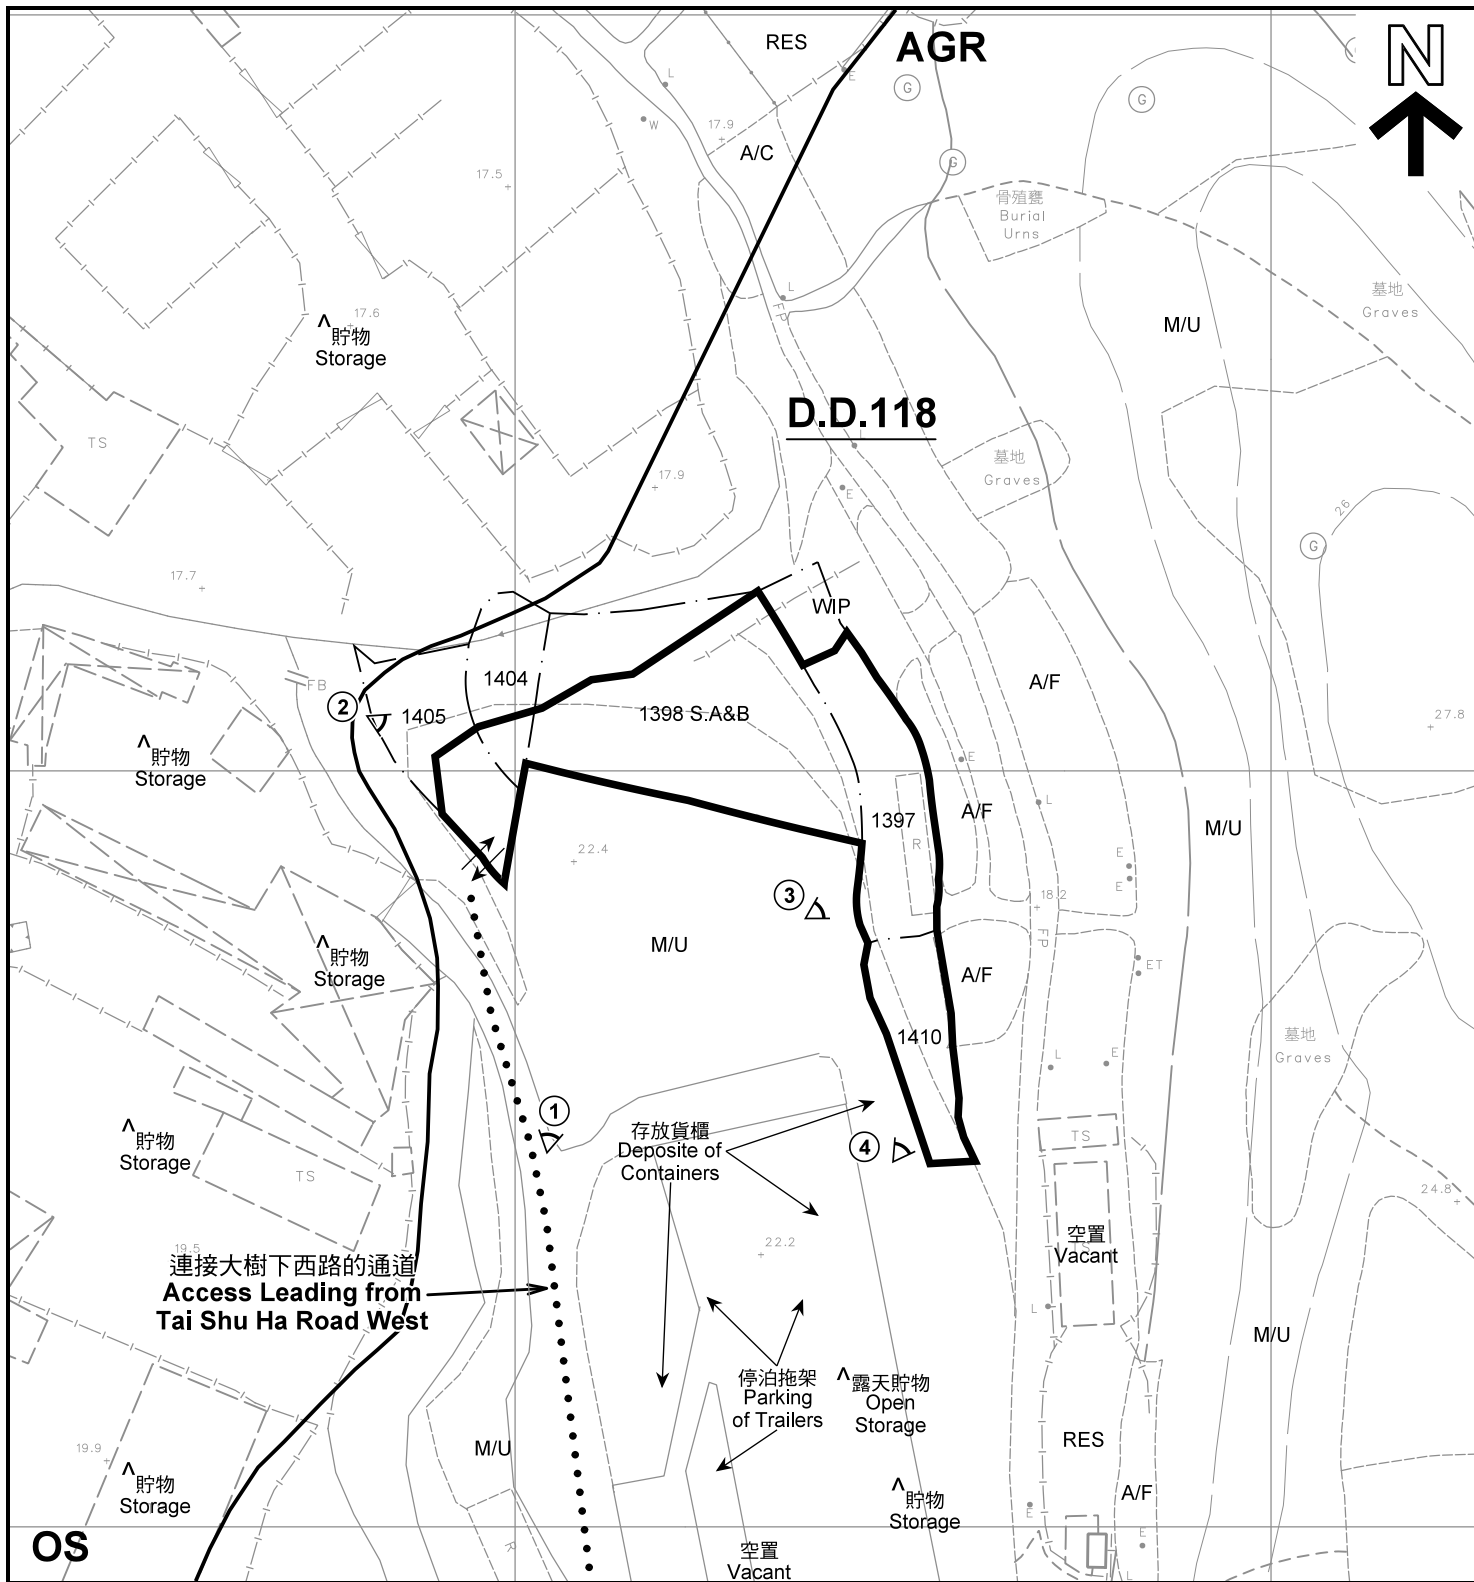 RES
AGR
N
L
E
G
G
W
17.9
A/C
17.5
G
骨殖甕
Burial
Urns
L
FP
墓地
Graves
17.6
^
貯物
Storage
M/U
D.D.118
TS
L
墓地
Graves
17.9
E
26
G
17.7
WIP
FB
1404
A/F
2
1405
1398 S.A&B
27.8
^
貯物
Storage
E
L
1397
A/F
M/U
R
22.4
E
E
3
18.2
FP
^
貯物
Storage
M/U
A/F
ET
1410
墓地
Graves
L
E
1
存放貨櫃
Deposite of
Containers
4
TS
^
貯物
Storage
TS
24.8
空置
TS
Vacant
19.5
22.2
連接大樹下西路的通道
Access Leading from
Tai Shu Ha Road West
L
M/U
停泊拖架
Parking
of Trailers
^
露天貯物
Open
Storage
19.9
M/U
RES
^
貯物
Storage
^
貯物
Storage
A/F
E
E
OS
R
空置
Vacant
L